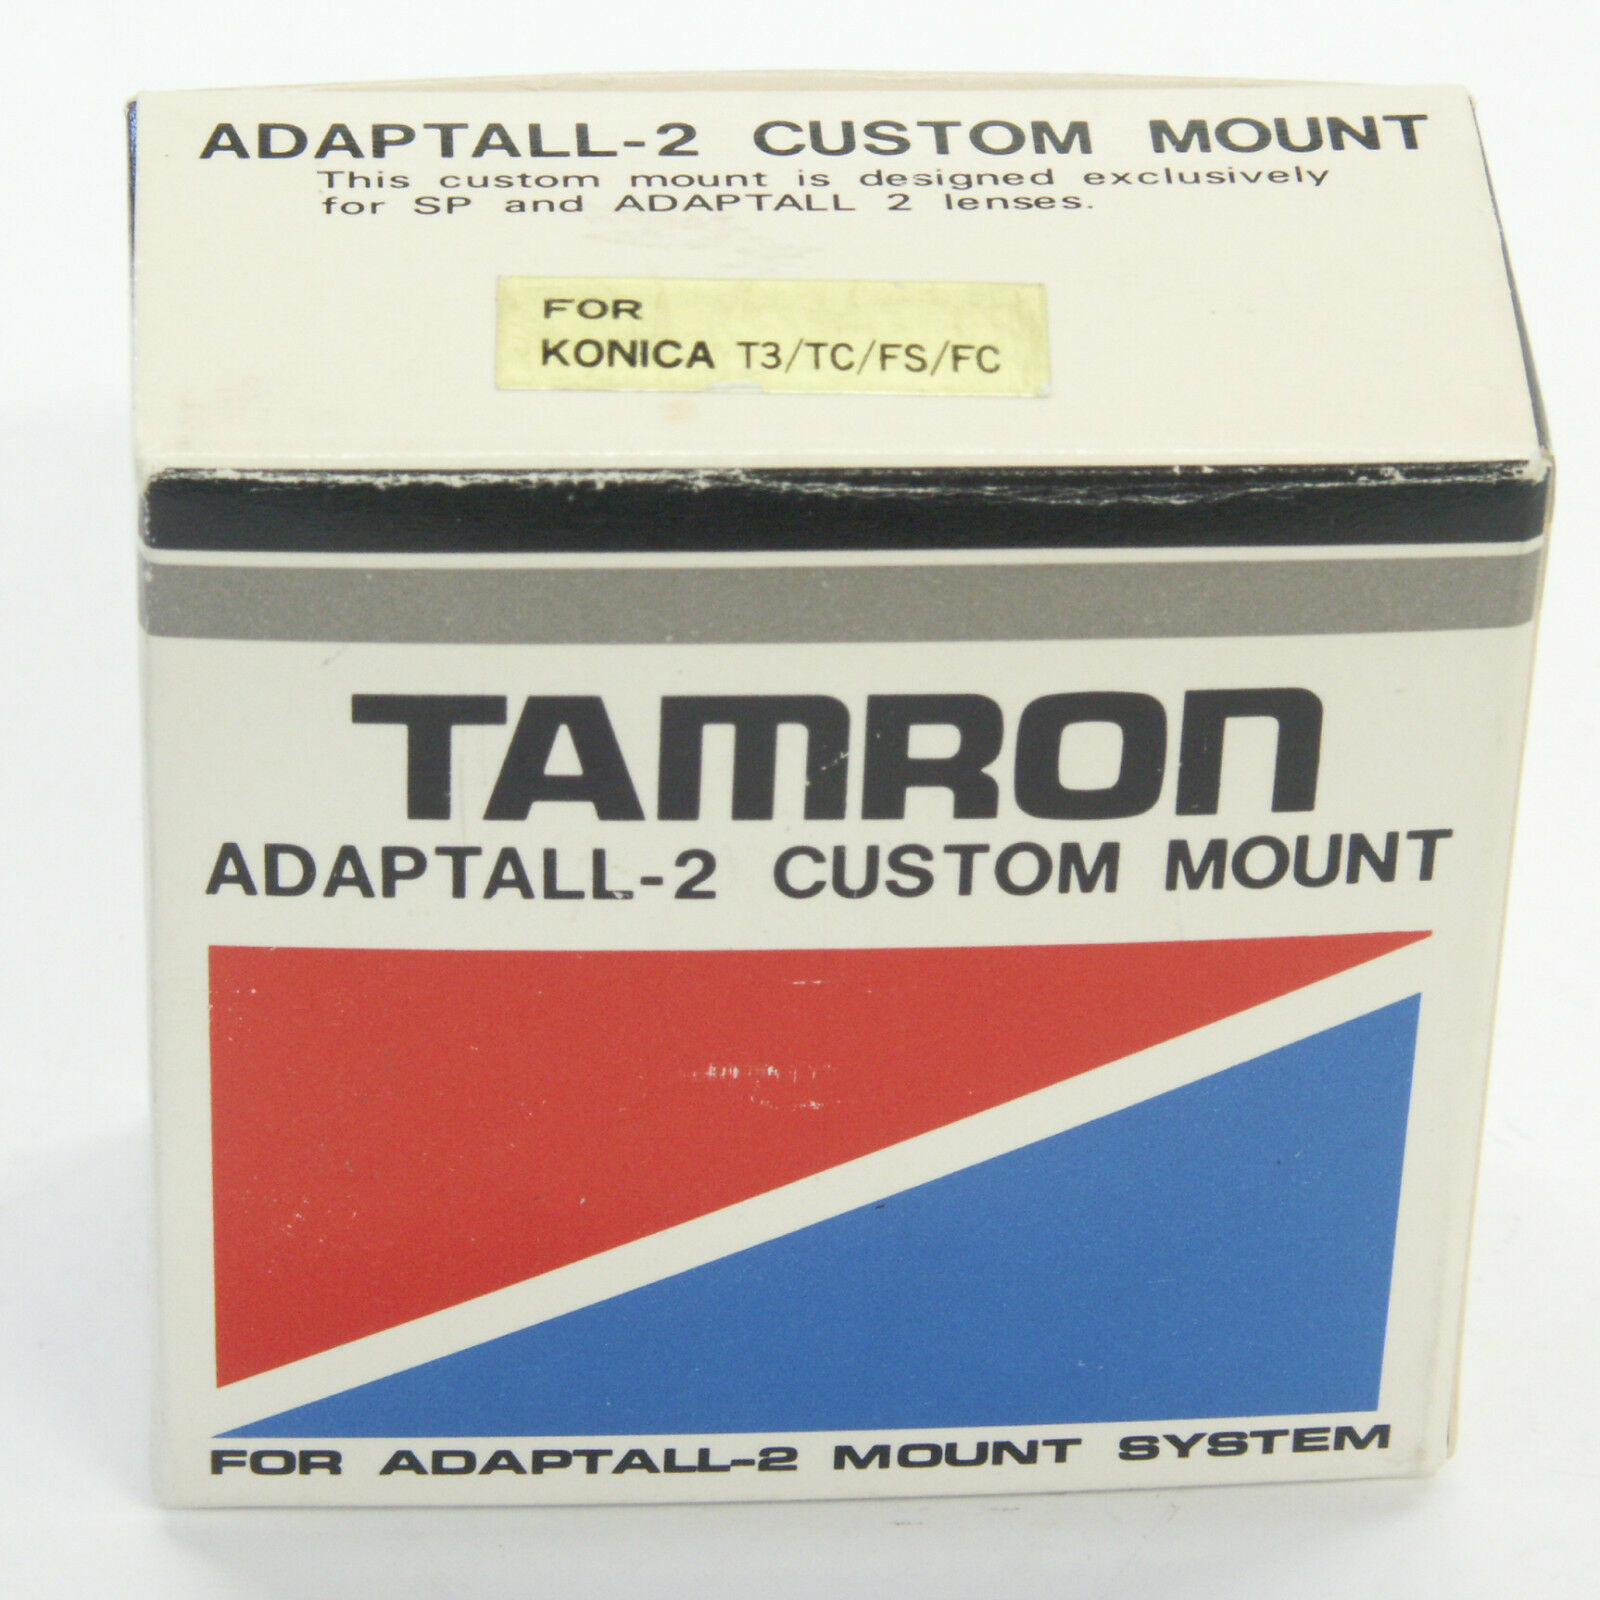 ADAPTALL-2 CUSTOM MOUNT
This custom mount is designed exclusively
for SP and ADAPTALL 2 lenses.
FOR
KONICA T3/TC/FS/FC
TAMRON
ADAPTALL-2 CUSTOM MOUNT
FOR ADAPTALL-2 MOUNT SYSTEM